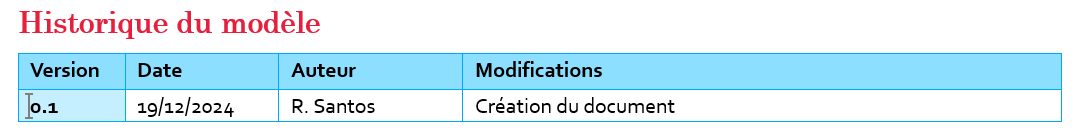 Historique du modèle
Version Date Auteur Modifications
0.1 19/12/2024 R. Santos Création du document